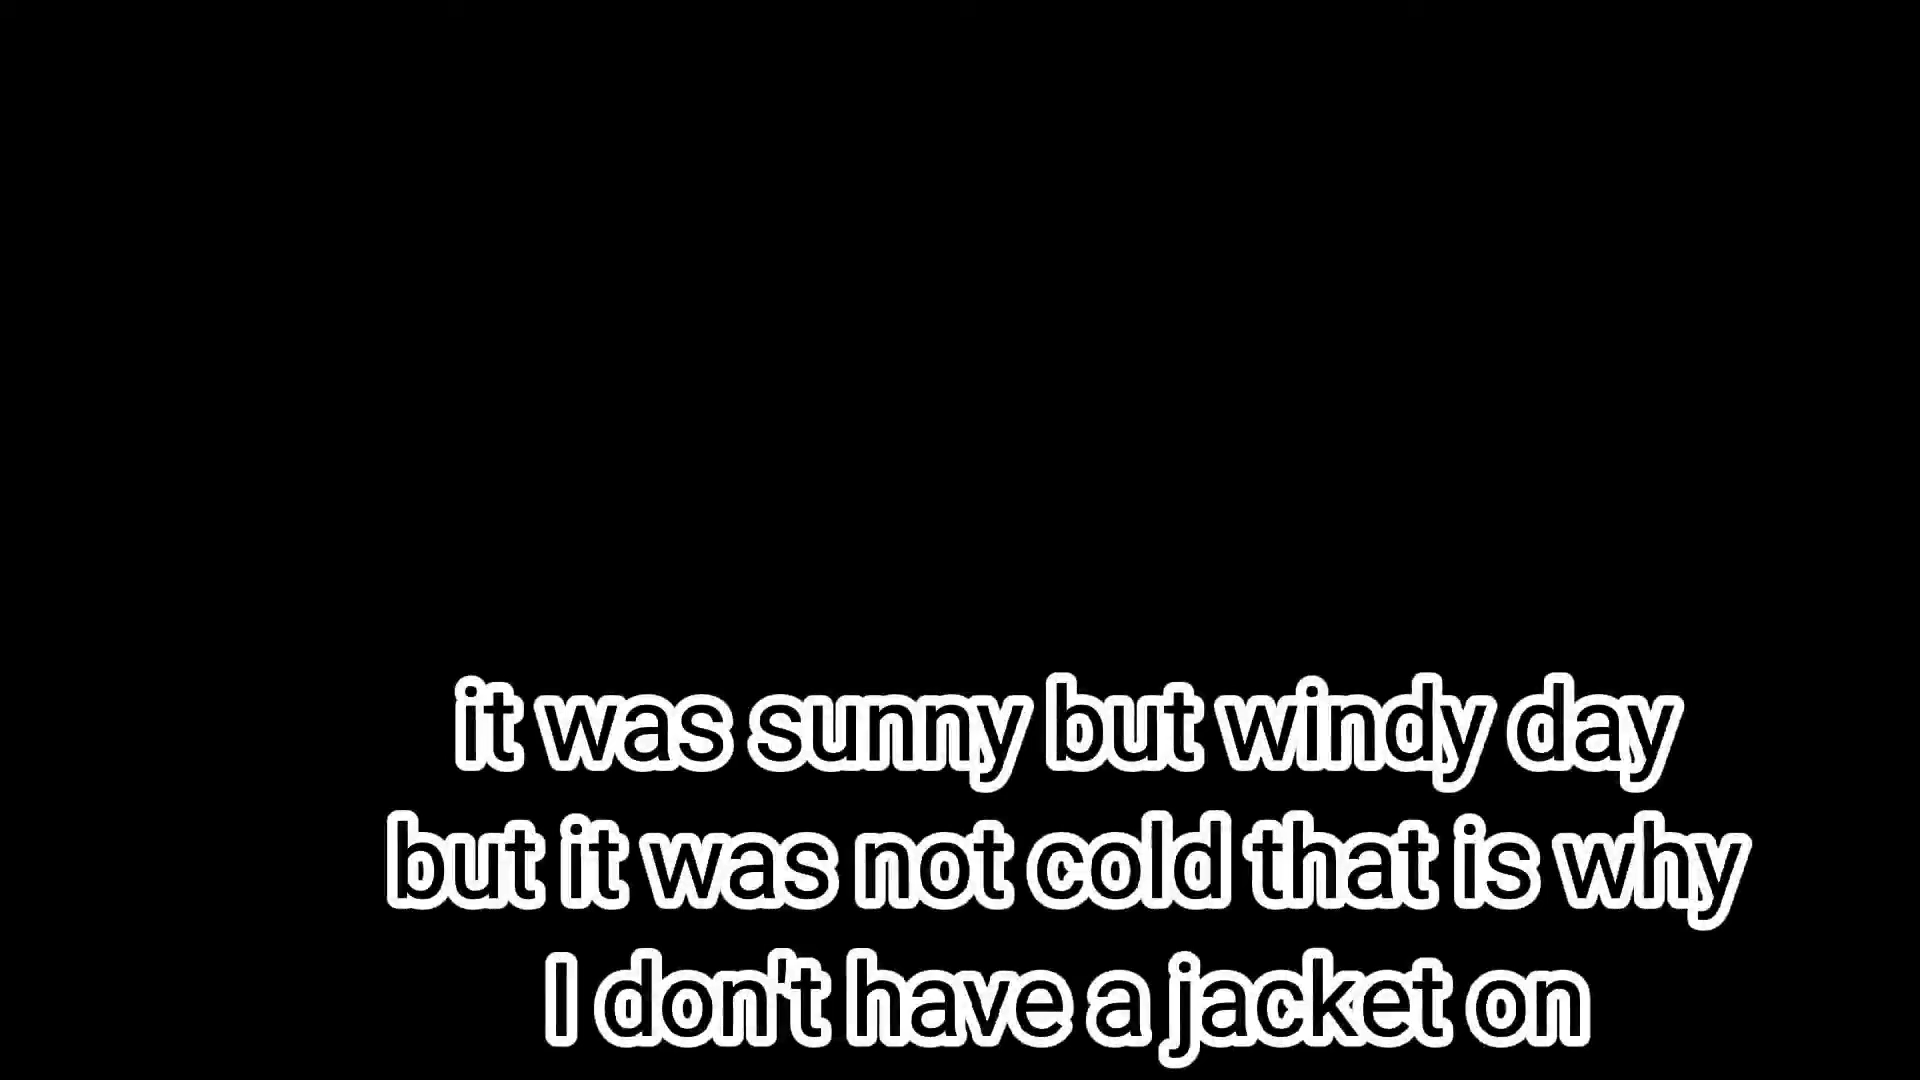 it was sunny but windy day
but it was not cold that is why
I don't have a jacket on